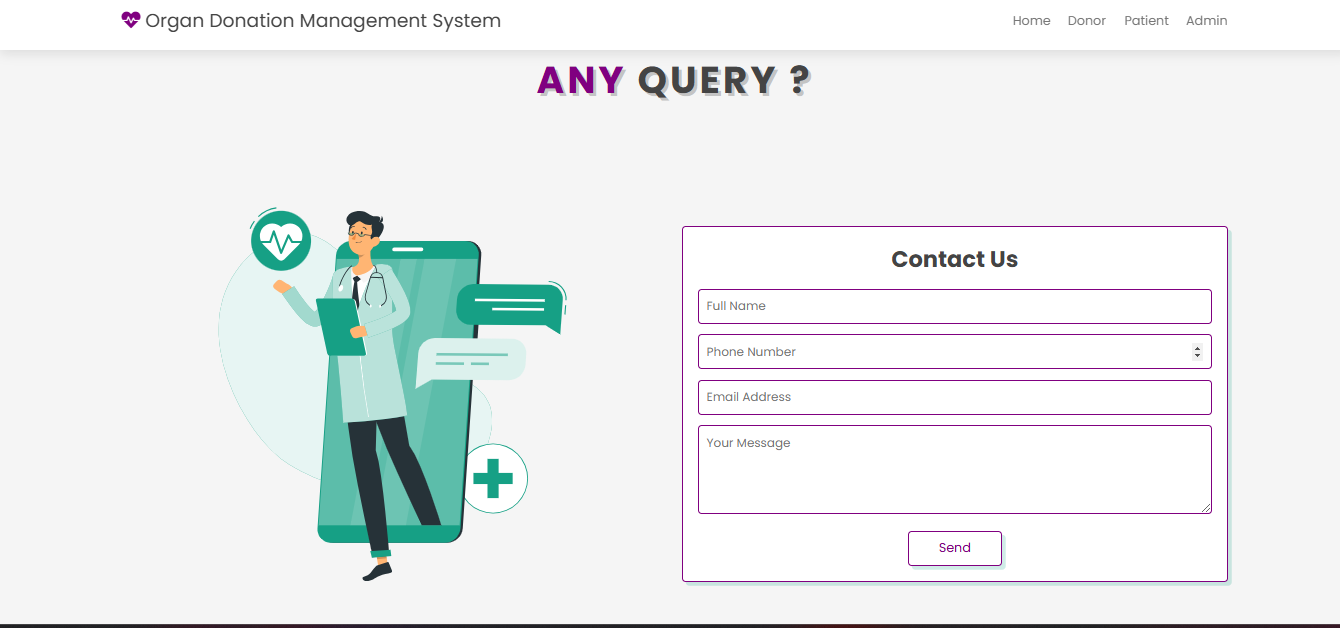 Organ Donation Management System
Home Donor Patient Admin
ANY QUERY ?
Contact Us
Full Name
Phone Number
Email Address
Your Message
Send